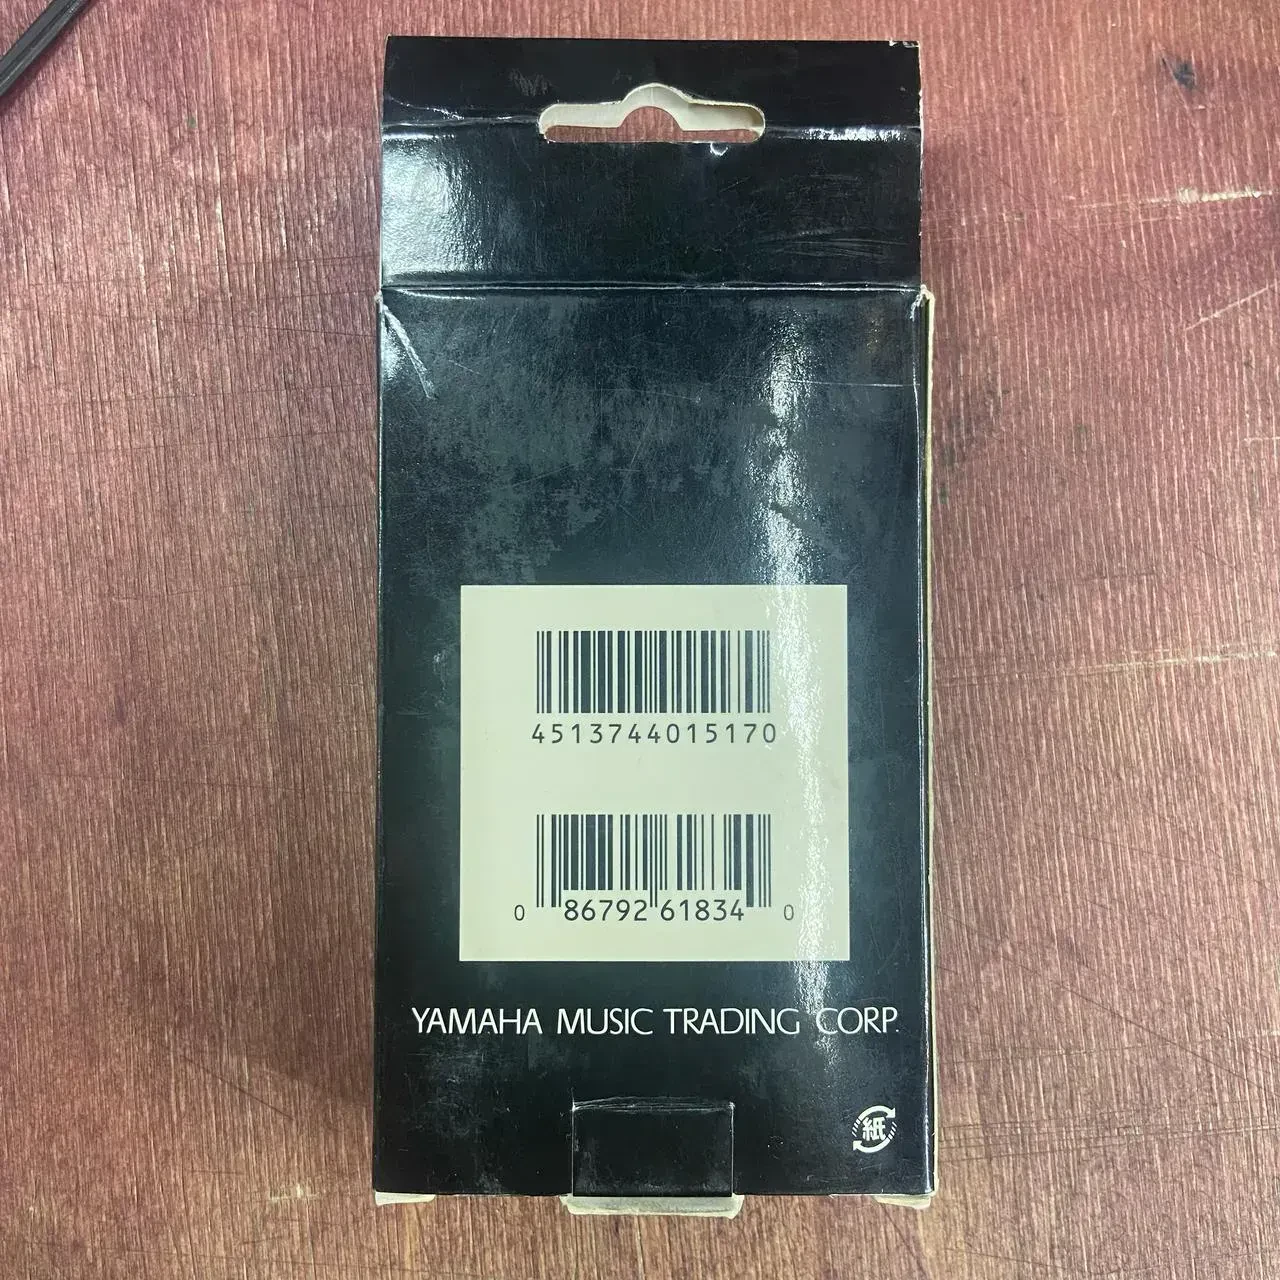 4513744015170
0 86792 61834 0
YAMAHA MUSIC TRADING CORP.
紙